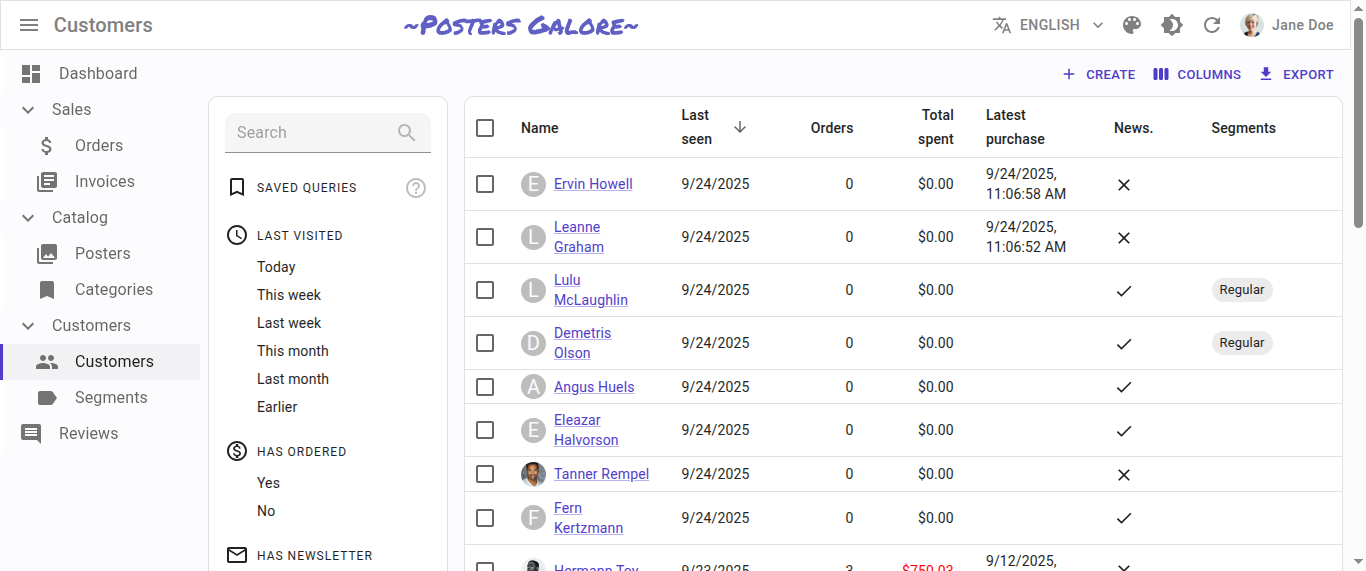 Customers
~Posters Galore~
ENGLISH
Jane Doe
Dashboard
Sales
Orders
Invoices
Catalog
Posters
Categories
Customers
Customers
Segments
Reviews
CREATE
COLUMNS
EXPORT
Search
SAVED QUERIES
?
LAST VISITED
Today
This week
Last week
This month
Last month
Earlier
HAS ORDERED
Yes
No
HAS NEWSLETTER
Name
Last
seen
Orders
Total
spent
Latest
purchase
News.
Segments
E Ervin Howell 9/24/2025 0 $0.00 9/24/2025,
11:06:58 AM
L Leanne
Graham 9/24/2025 0 $0.00 9/24/2025,
11:06:52 AM
L Lulu
McLaughlin 9/24/2025 0 $0.00 Regular
D Demetris
Olson 9/24/2025 0 $0.00 Regular
A Angus Huels 9/24/2025 0 $0.00
E Eleazar
Halvorson 9/24/2025 0 $0.00
Tanner Rempel 9/24/2025 0 $0.00
F Fern
Kertzmann 9/24/2025 0 $0.00
Hermann Toy 9/23/2025 3 $750.03 9/12/2025,